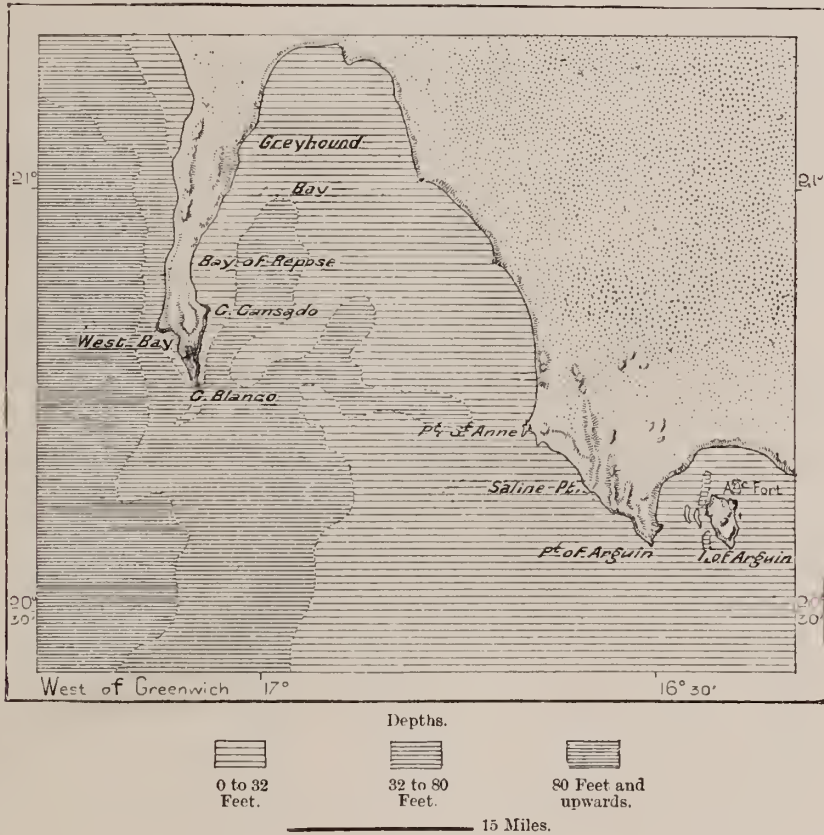 Greyhound
Bay
21° 21°
Bay of Repose
C. Cansado
West Bay
C. Blanco
Pt. St. Anne
Saline Pt.
Ant. Fort
Pt. of Arguin
I. of Arguin
20° 30' 20° 30'
West of Greenwich 17° 16° 30'
Depths.
0 to 32 Feet.
32 to 80 Feet.
80 Feet and upwards.
15 Miles.